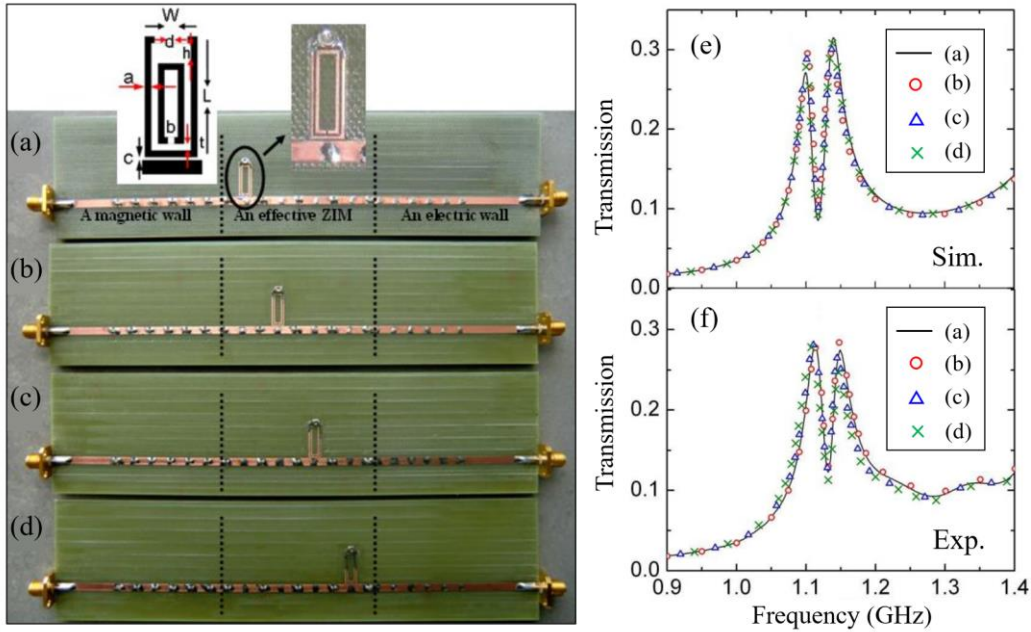 W
d
h
a
L
b
c
t
(a)
A magnetic wall
An effective ZIM
An electric wall
(b)
(c)
(d)
(e)
(a)
(b)
(c)
(d)
Transmission
0.3
0.2
0.1
0.0
Sim.
(f)
(a)
(b)
(c)
(d)
Transmission
0.3
0.2
0.1
0.0
Exp.
0.9
1.0
1.1
1.2
1.3
1.4
Frequency (GHz)